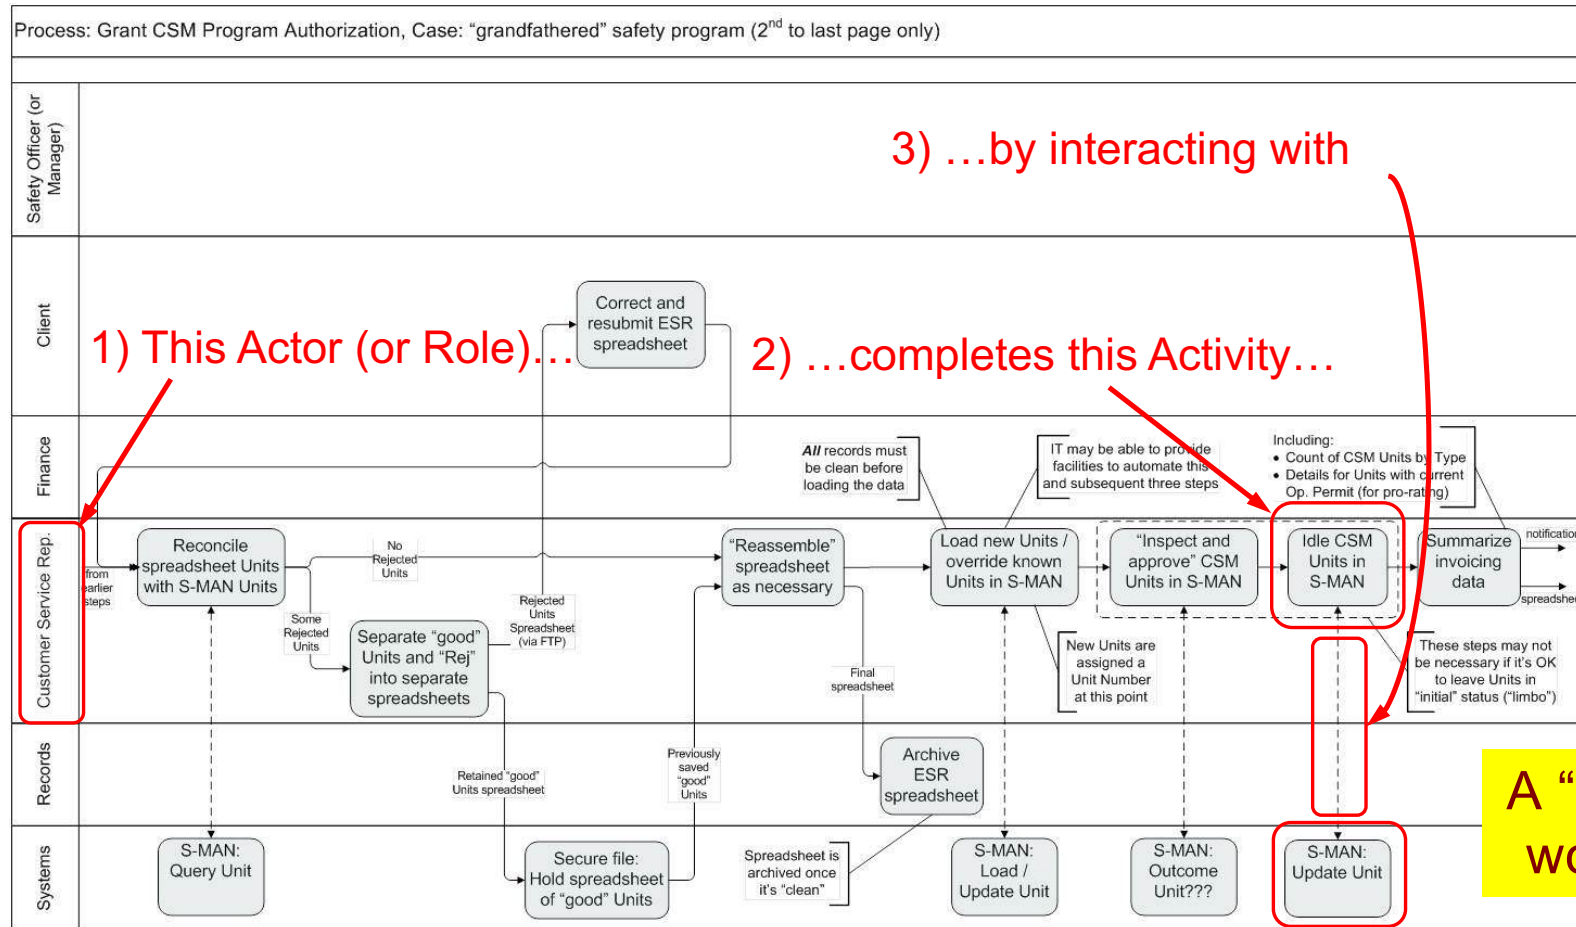 Process: Grant CSM Program Authorization, Case: “grandfathered” safety program (2nd to last page only)
Safety Officer (or
Manager)
3) …by interacting with
Client
Correct and
resubmit ESR
spreadsheet
1) This Actor (or Role)…
2) …completes this Activity…
Finance
All records must
be clean before
loading the data
IT may be able to provide
facilities to automate this
and subsequent three steps
Including:
• Count of CSM Units by Type
• Details for Units with current
Op. Permit (for pro-rating)
Customer Service Rep.
from
earlier
steps
Reconcile
spreadsheet Units
with S-MAN Units
No
Rejected
Units
Some
Rejected
Units
Separate “good”
Units and “Rej”
into separate
spreadsheets
Rejected
Units
Spreadsheet
(via FTP)
“Reassemble”
spreadsheet
as necessary
Final
spreadsheet
Load new Units /
override known
Units in S-MAN
New Units are
assigned a
Unit Number
at this point
“Inspect and
approve” CSM
Units in S-MAN
Idle CSM
Units in
S-MAN
These steps may not
be necessary if it’s OK
to leave Units in
“initial” status (“limbo”)
Summarize
invoicing
data
notification
spreadshee
Records
Retained “good”
Units spreadsheet
Previously
saved
“good”
Units
Archive
ESR
spreadsheet
Systems
S-MAN:
Query Unit
Secure file:
Hold spreadsheet
of “good” Units
Spreadsheet is
archived once
it’s “clean”
S-MAN:
Load /
Update Unit
S-MAN:
Outcome
Unit???
S-MAN:
Update Unit
A “